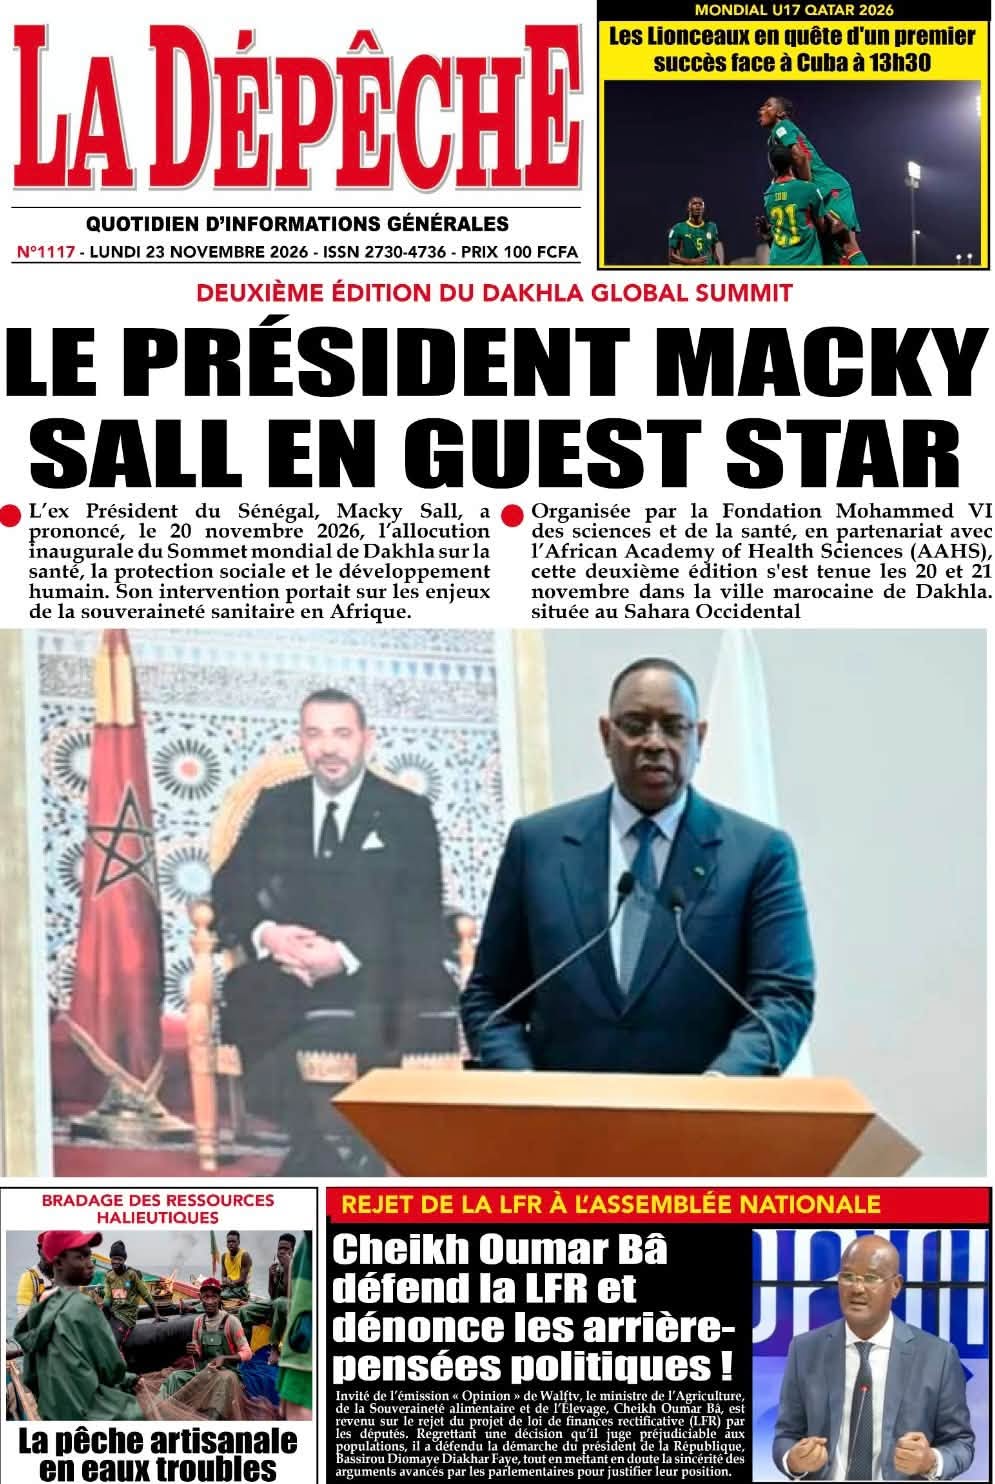 LA DÉPÊCHE
QUOTIDIEN D'INFORMATIONS GÉNÉRALES
N°1117 - LUNDI 23 NOVEMBRE 2026 - ISSN 2730-4736 - PRIX 100 FCFA
MONDIAL U17 QATAR 2026
Les Lionceaux en quête d'un premier
succès face à Cuba à 13h30
5
21
DEUXIÈME ÉDITION DU DAKHLA GLOBAL SUMMIT
LE PRÉSIDENT MACKY
SALL EN GUEST STAR
L'ex Président du Sénégal, Macky Sall, a
prononcé, le 20 novembre 2026, l'allocution
inaugurale du Sommet mondial de Dakhla sur la
santé, la protection sociale et le développement
humain. Son intervention portait sur les enjeux
de la souveraineté sanitaire en Afrique.
Organisée par la Fondation Mohammed VI
des sciences et de la santé, en partenariat avec
l'African Academy of Health Sciences (AAHS),
cette deuxième édition s'est tenue les 20 et 21
novembre dans la ville marocaine de Dakhla.
située au Sahara Occidental
BRADAGE DES RESSOURCES
HALIEUTIQUES
La pêche artisanale
en eaux troubles
REJET DE LA LFR À L'ASSEMBLÉE NATIONALE
Cheikh Oumar Bâ
défend la LFR et
dénonce les arrière-
pensées politiques !
Invité de l'émission « Opinion » de Walftv, le ministre de l'Agriculture,
de la Souveraineté alimentaire et de l'Élevage, Cheikh Oumar Bâ, est
revenu sur le rejet du projet de loi de finances rectificative (LFR) par
les députés. Regrettant une décision qu'il juge préjudiciable aux
populations, il a défendu la démarche du président de la République,
Bassirou Diomaye Diakhar Faye, tout en mettant en doute la sincérité des
arguments avancés par les parlementaires pour justifier leur position.